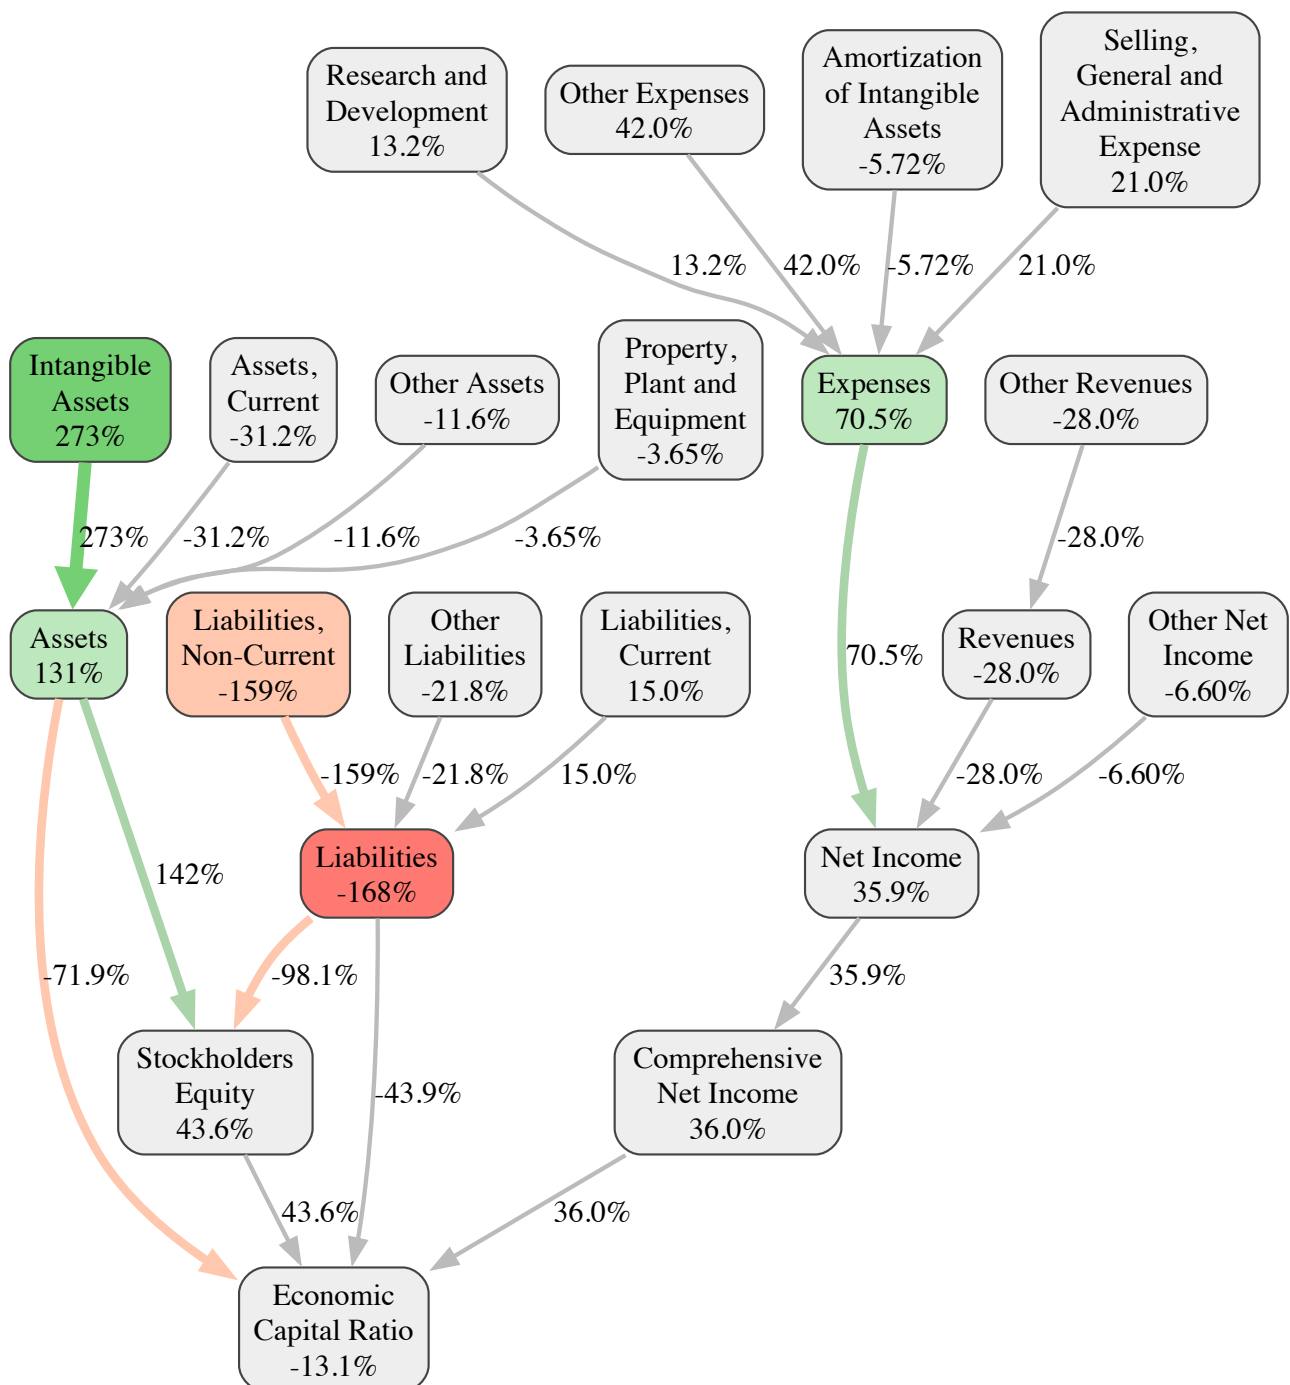 Research and
Development
13.2%
Other Expenses
42.0%
Amortization
of Intangible
Assets
-5.72%
Selling,
General and
Administrative
Expense
21.0%
13.2%
42.0%
-5.72%
21.0%
Intangible
Assets
273%
Assets,
Current
-31.2%
Other Assets
-11.6%
Property,
Plant and
Equipment
-3.65%
Expenses
70.5%
Other Revenues
-28.0%
273%
-31.2%
-11.6%
-3.65%
-28.0%
Assets
131%
Liabilities,
Non-Current
-159%
Other
Liabilities
-21.8%
Liabilities,
Current
15.0%
70.5%
Revenues
-28.0%
Other Net
Income
-6.60%
-159%
-21.8%
15.0%
-28.0%
-6.60%
142%
Liabilities
-168%
Net Income
35.9%
-71.9%
-98.1%
35.9%
Stockholders
Equity
43.6%
-43.9%
Comprehensive
Net Income
36.0%
43.6%
36.0%
Economic
Capital Ratio
-13.1%